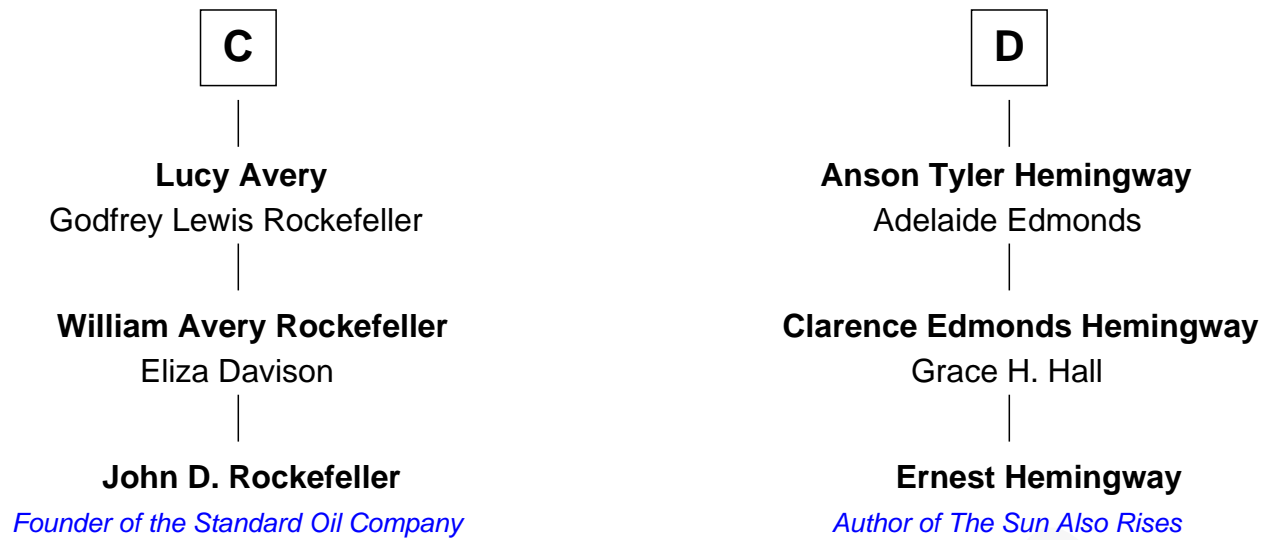 C
Lucy Avery
Godfrey Lewis Rockefeller
William Avery Rockefeller
Eliza Davison
John D. Rockefeller
Founder of the Standard Oil Company
D
Anson Tyler Hemingway
Adelaide Edmonds
Clarence Edmonds Hemingway
Grace H. Hall
Ernest Hemingway
Author of The Sun Also Rises